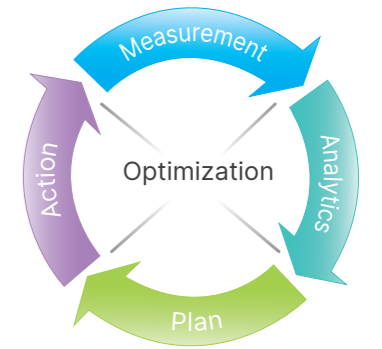 Measurement
Analytics
Optimization
Action
Plan